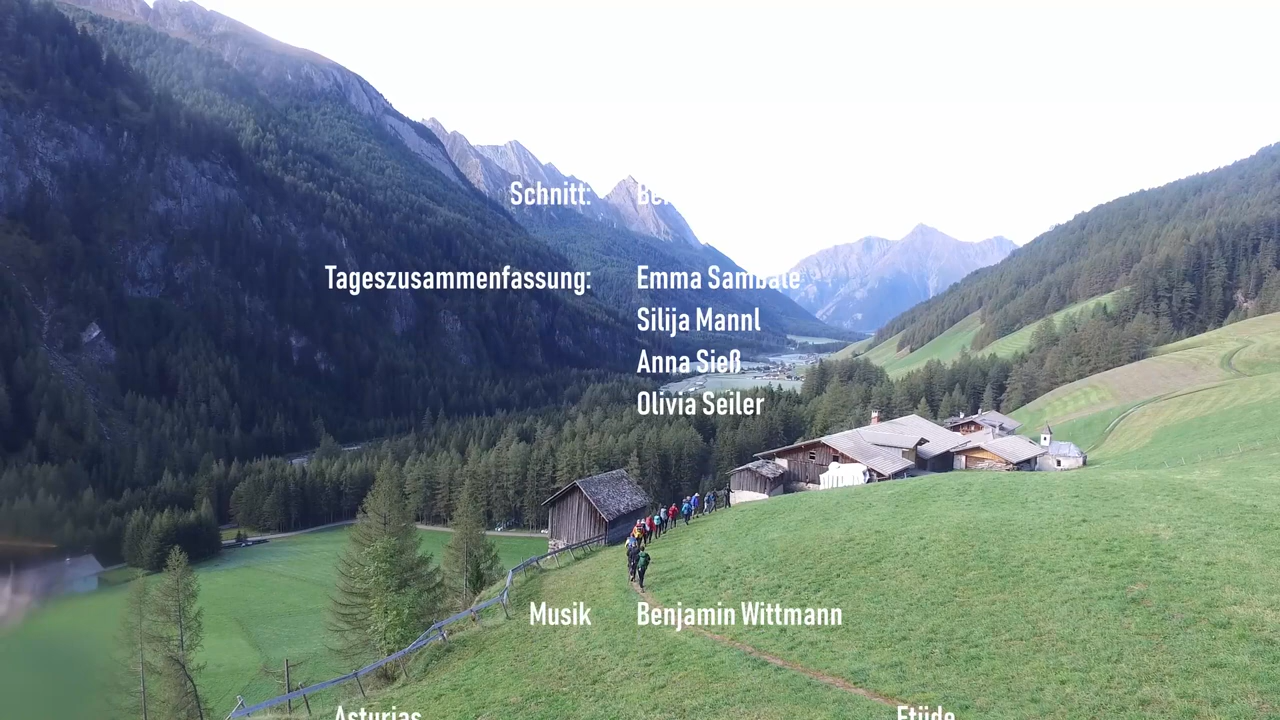 Schnitt:
Tageszusammenfassung: Emma Sambale
Silija Mannl
Anna Sieß
Olivia Seiler
Musik Benjamin Wittmann
Asturias Etüde